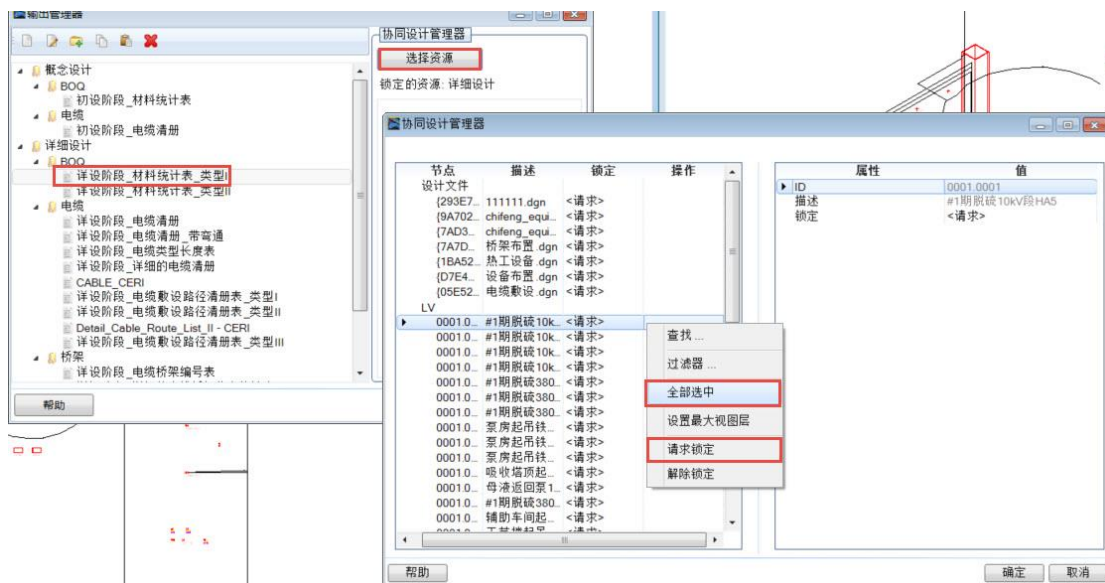 输出管理器
概念设计
BOQ
初设阶段_材料统计表
电缆
初设阶段_电缆清册
详细设计
BOQ
详设阶段_材料统计表_类型I
详设阶段_材料统计表_类型II
电缆
详设阶段_电缆清册
详设阶段_电缆清册_带弯通
详设阶段_电缆类型长度表
详设阶段_详细的电缆清册
CABLE_CERI
详设阶段_电缆敷设路径清册表_类型I
详设阶段_电缆敷设路径清册表_类型II
Detail_Cable_Route_List_II - CERI
详设阶段_电缆敷设路径清册表_类型III
桥架
详设阶段_电缆桥架编号表
帮助
协同设计管理器
选择资源
锁定的资源: 详细设计
协同设计管理器
节点 描述 锁定 操作
设计文件
{293E7... 111111.dgn <请求>
{9A702... chifeng_equi... <请求>
{7AD3... chifeng_equi... <请求>
{7A7D... 桥架布置.dgn <请求>
{1BA52... 热工设备.dgn <请求>
{D7E4... 设备布置.dgn <请求>
{05E52... 电缆敷设.dgn <请求>
LV
0001.0... #1期脱硫10k... <请求>
0001.0... #1期脱硫10k... <请求>
0001.0... #1期脱硫10k... <请求>
0001.0... #1期脱硫10k... <请求>
0001.0... #1期脱硫380... <请求>
0001.0... #1期脱硫380... <请求>
0001.0... #1期脱硫380... <请求>
0001.0... 泵房起吊铁... <请求>
0001.0... 泵房起吊铁... <请求>
0001.0... 泵房起吊铁... <请求>
0001.0... 吸收塔顶起... <请求>
0001.0... 母液返回泵1... <请求>
0001.0... #1期脱硫380... <请求>
0001.0... 辅助车间起... <请求>
查找 ...
过滤器 ...
全部选中
设置最大视图层
请求锁定
解除锁定
属性 值
ID 0001.0001
描述 #1期脱硫10kV段HA5
锁定 <请求>
帮助
确定 取消